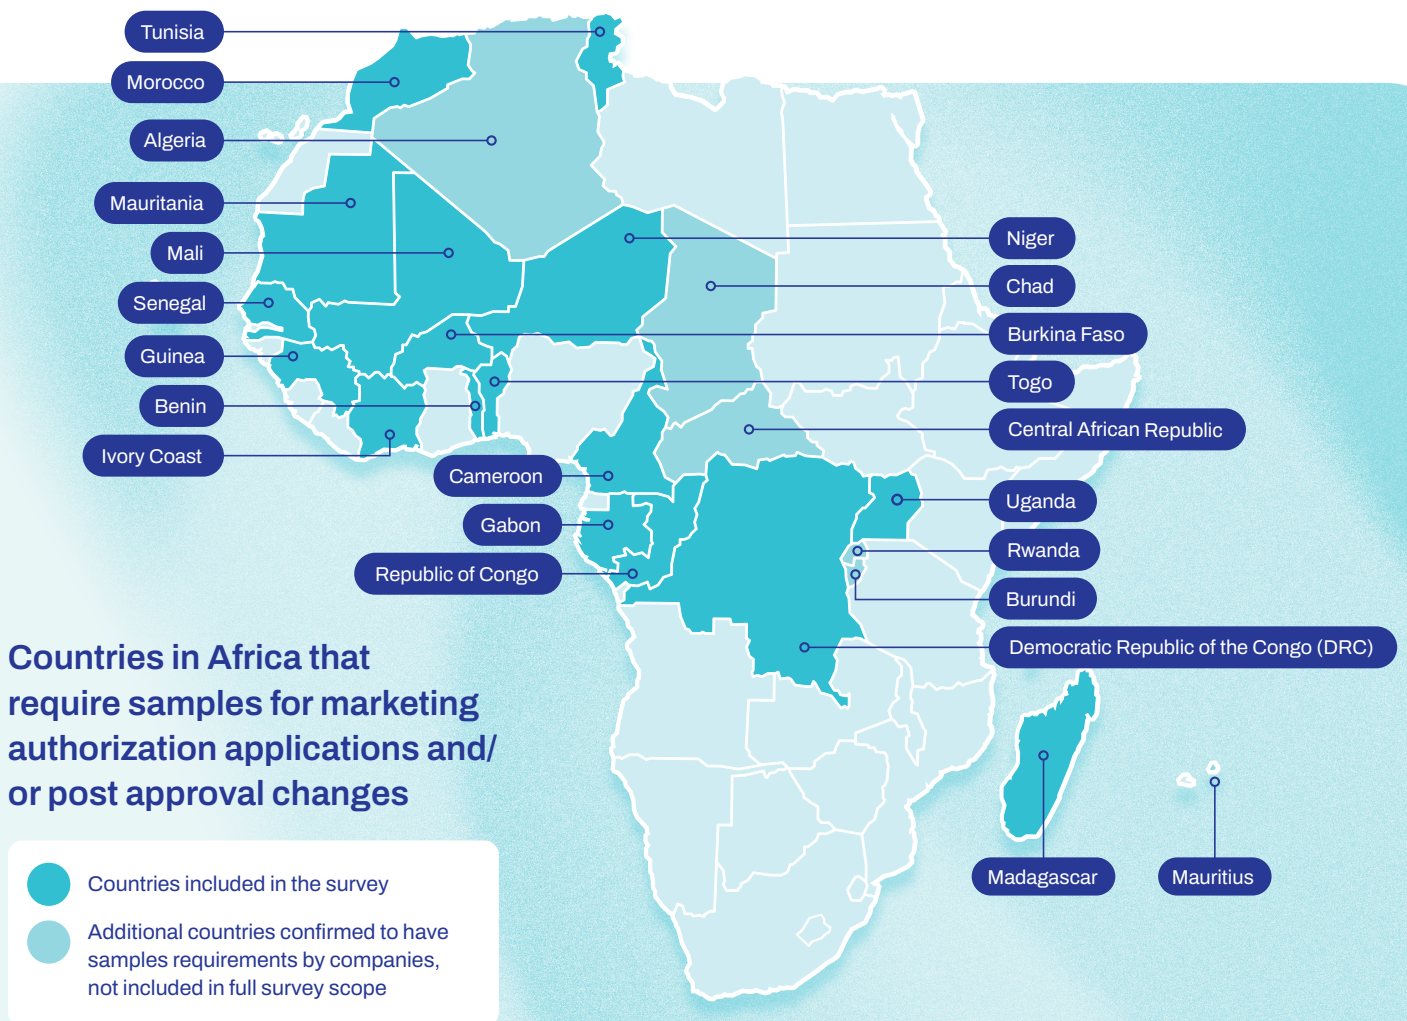 Tunisia
Morocco
Algeria
Mauritania
Mali
Senegal
Guinea
Benin
Ivory Coast
Cameroon
Gabon
Republic of Congo
Niger
Chad
Burkina Faso
Togo
Central African Republic
Uganda
Rwanda
Burundi
Democratic Republic of the Congo (DRC)
Madagascar
Mauritius
Countries in Africa that
require samples for marketing
authorization applications and/
or post approval changes
Countries included in the survey
Additional countries confirmed to have
samples requirements by companies,
not included in full survey scope